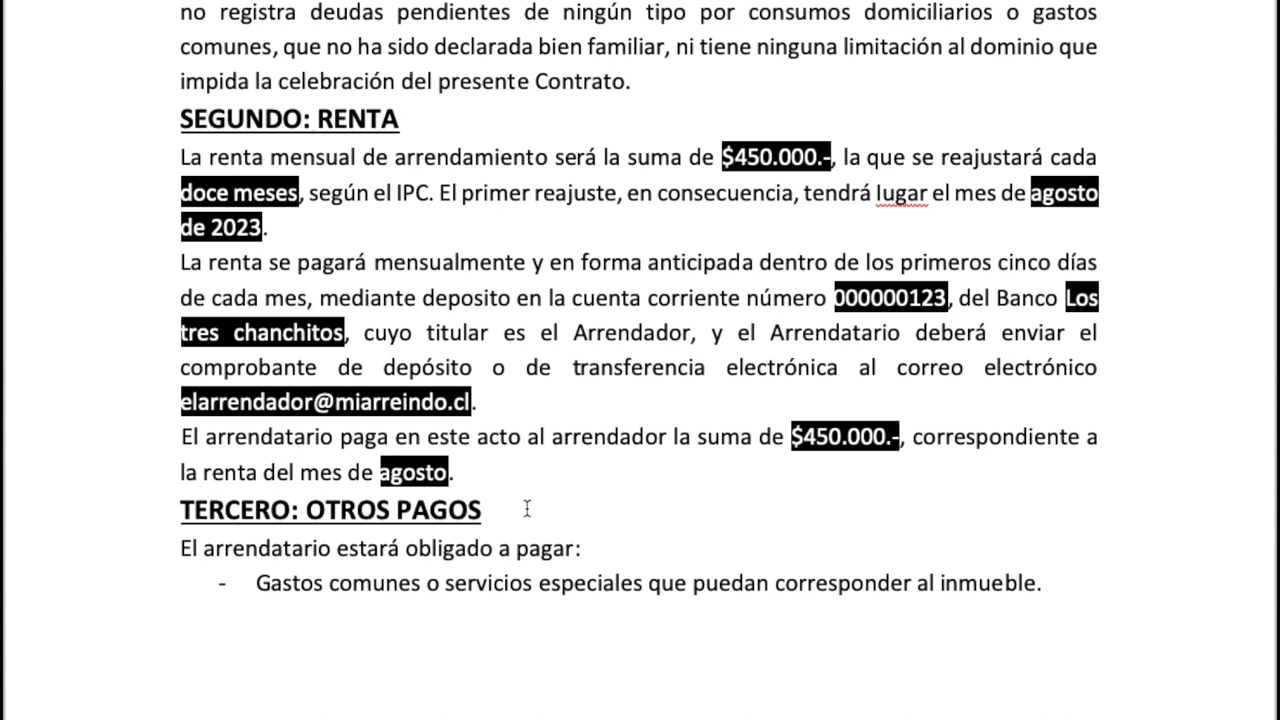 no registra deudas pendientes de ningún tipo por consumos domiciliarios o gastos
comunes, que no ha sido declarada bien familiar, ni tiene ninguna limitación al dominio que
impida la celebración del presente Contrato.
SEGUNDO: RENTA
La renta mensual de arrendamiento será la suma de $450.000.-, la que se reajustará cada
doce meses, según el IPC. El primer reajuste, en consecuencia, tendrá lugar el mes de agosto
de 2023.
La renta se pagará mensualmente y en forma anticipada dentro de los primeros cinco días
de cada mes, mediante deposito en la cuenta corriente número 000000123, del Banco Los
tres chanchitos, cuyo titular es el Arrendador, y el Arrendatario deberá enviar el
comprobante de depósito o de transferencia electrónica al correo electrónico
elarrendador@miarreindo.cl.
El arrendatario paga en este acto al arrendador la suma de $450.000.-, correspondiente a
la renta del mes de agosto.
TERCERO: OTROS PAGOS
El arrendatario estará obligado a pagar:
- Gastos comunes o servicios especiales que puedan corresponder al inmueble.